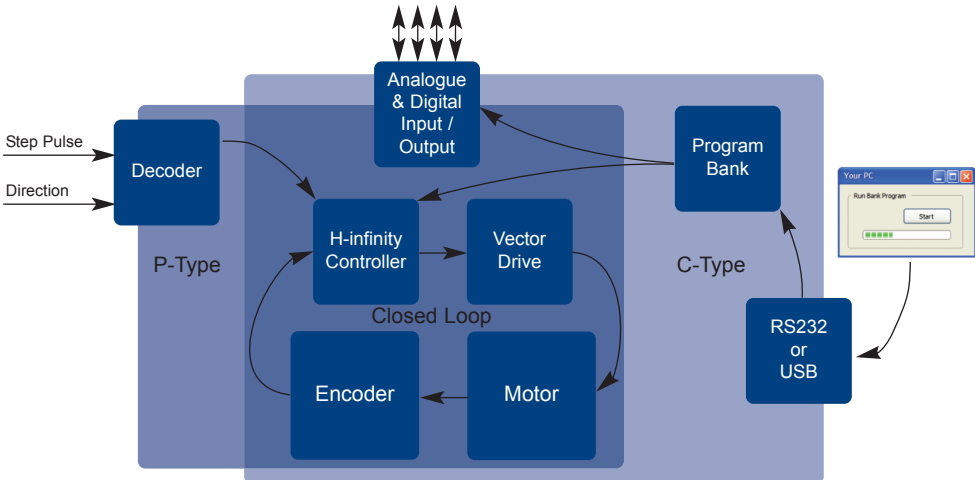 Analogue
& Digital
Input /
Output
Step Pulse
Direction
Decoder
Program
Bank
Your PC
Run Bank Program
Start
H-infinity
Controller
Vector
Drive
P-Type
C-Type
Closed Loop
RS232
or
USB
Encoder
Motor